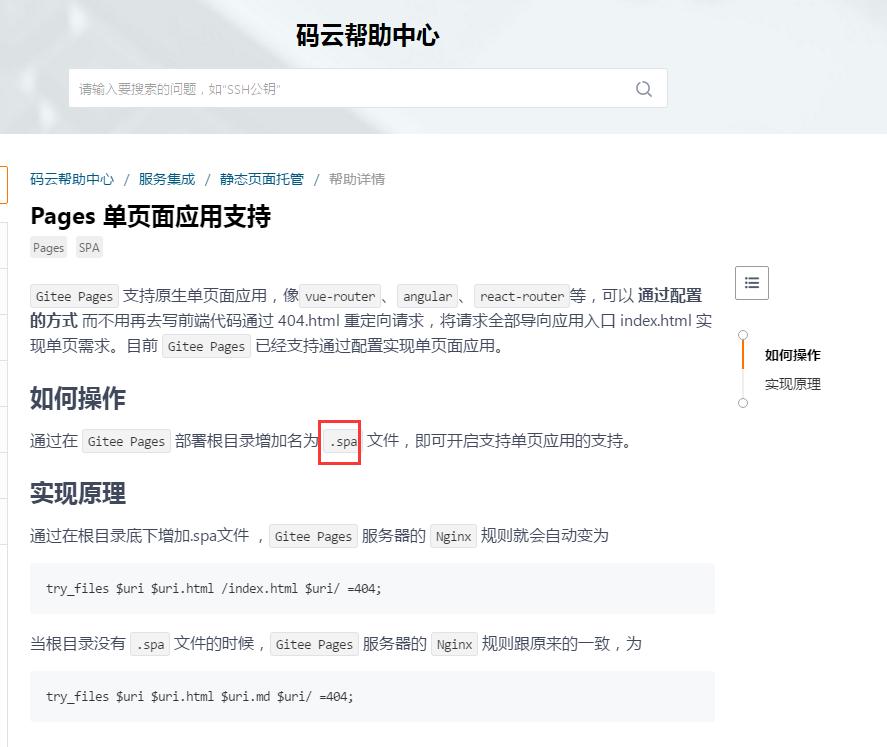 码云帮助中心
请输入要搜索的问题，如"SSH公钥"
码云帮助中心 / 服务集成 / 静态页面托管 / 帮助详情
Pages 单页面应用支持
Pages SPA
Gitee Pages 支持原生单页面应用，像 vue-router、 angular、 react-router等，可以 通过配置
的方式 而不用再去写前端代码通过 404.html 重定向请求，将请求全部导向应用入口 index.html 实
现单页需求。目前 Gitee Pages 已经支持通过配置实现单页面应用。
如何操作
实现原理
如何操作
通过在 Gitee Pages 部署根目录增加名为 .spa 文件，即可开启支持单页应用的支持。
实现原理
通过在根目录底下增加.spa文件 ，Gitee Pages 服务器的 Nginx 规则就会自动变为
try_files $uri $uri.html /index.html $uri/ =404;
当根目录没有 .spa 文件的时候，Gitee Pages 服务器的 Nginx 规则跟原来的一致，为
try_files $uri $uri.html $uri.md $uri/ =404;